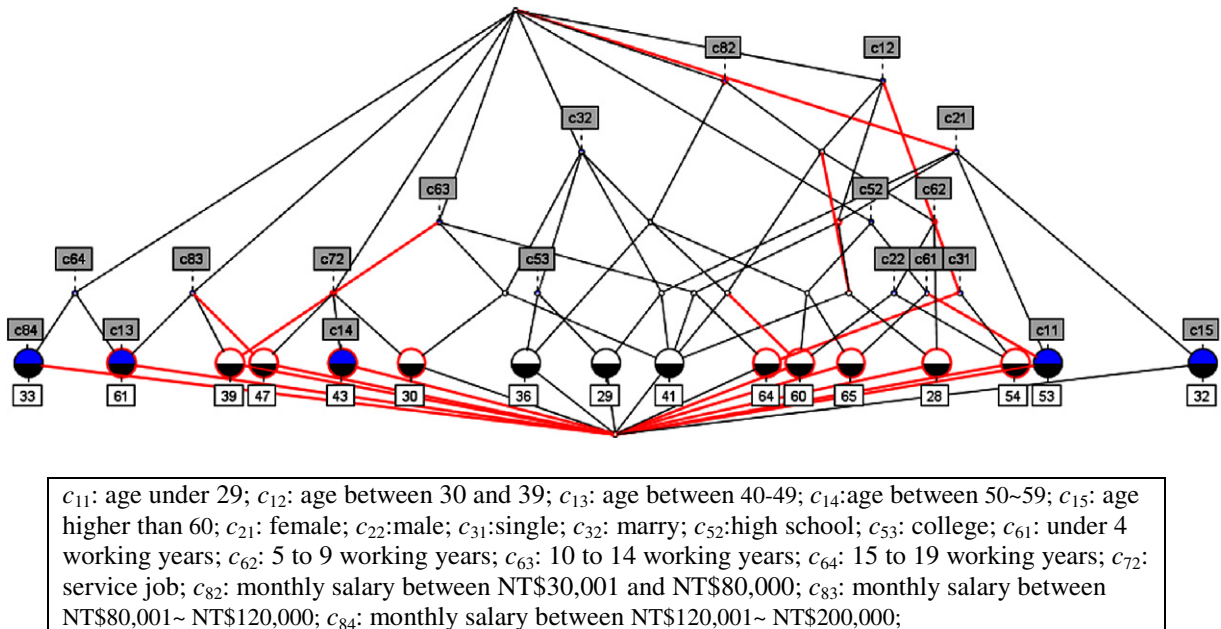 c82 c12
c32 c21
c63 c52 c62
c64 c83 c72 c53 c22 c61 c31
c84 c13 c14 c11 c15
33 61 39 47 43 30 36 29 41 64 60 65 28 54 53 32
c11: age under 29; c12: age between 30 and 39; c13: age between 40-49; c14:age between 50~59; c15: age
higher than 60; c21: female; c22:male; c31:single; c32: marry; c52:high school; c53: college; c61: under 4
working years; c62: 5 to 9 working years; c63: 10 to 14 working years; c64: 15 to 19 working years; c72:
service job; c82: monthly salary between NT$30,001 and NT$80,000; c83: monthly salary between
NT$80,001~ NT$120,000; c84: monthly salary between NT$120,001~ NT$200,000;